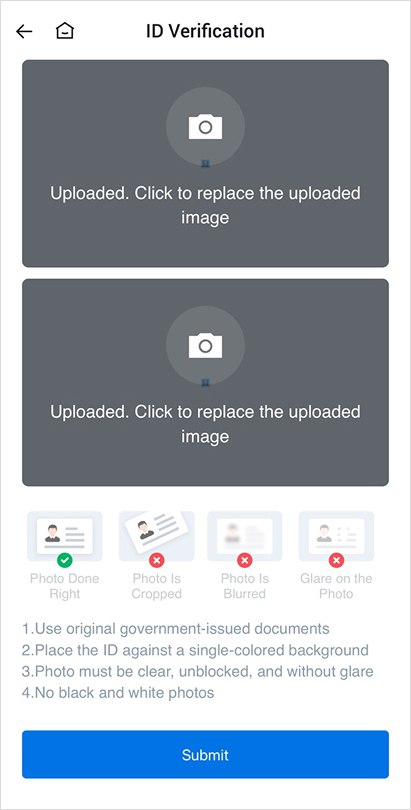 ID Verification
Uploaded. Click to replace the uploaded
image
Uploaded. Click to replace the uploaded
image
Photo Done
Right
Photo Is
Cropped
Photo Is
Blurred
Glare on the
Photo
1.Use original government-issued documents
2.Place the ID against a single-colored background
3.Photo must be clear, unblocked, and without glare
4.No black and white photos
Submit